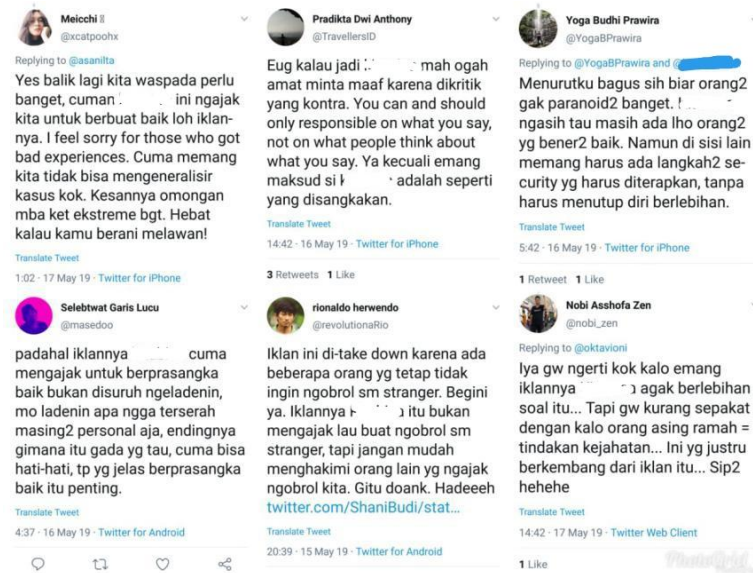 Meicchi
@xcatpoohx
Replying to @asanilta
Yes balik lagi kita waspada perlu
banget, cuman ini ngajak
kita untuk berbuat baik loh iklan-
nya. I feel sorry for those who got
bad experiences. Cuma memang
kita tidak bisa mengeneralisir
kasus kok. Kesannya omongan
mba ket ekstreme bgt. Hebat
kalau kamu berani melawan!
Translate Tweet
1:02 · 17 May 19 · Twitter for iPhone
Pradikta Dwi Anthony
@TravellersID
Eug kalau jadi mah ogah
amat minta maaf karena dikritik
yang kontra. You can and should
only responsible on what you say,
not on what people think about
what you say. Ya kecuali emang
maksud si k adalah seperti
yang disangkakan.
Translate Tweet
14:42 · 16 May 19 · Twitter for iPhone
3 Retweets 1 Like
Yoga Budhi Prawira
@YogaBPrawira
Replying to @YogaBPrawira and @
Menurutku bagus sih biar orang2
gak paranoid2 banget.
ngasih tau masih ada lho orang2
yg bener2 baik. Namun di sisi lain
memang harus ada langkah2 se-
curity yg harus diterapkan, tanpa
harus menutup diri berlebihan.
Translate Tweet
5:42 · 16 May 19 · Twitter for iPhone
1 Retweet 1 Like
Selebtwat Garis Lucu
@masedoo
padahal iklannya cuma
mengajak untuk berprasangka
baik bukan disuruh ngeladenin,
mo ladenin apa ngga terserah
masing2 personal aja, endingnya
gimana itu gada yg tau, cuma bisa
hati-hati, tp yg jelas berprasangka
baik itu penting.
Translate Tweet
4:37 · 16 May 19 · Twitter for Android
rionaldo herwendo
@revolutionaRio
Iklan ini di-take down karena ada
beberapa orang yg tetap tidak
ingin ngobrol sm stranger. Begini
ya. Iklannya itu bukan
mengajak lau buat ngobrol sm
stranger, tapi jangan mudah
menghakimi orang lain yg ngajak
ngobrol kita. Gitu doank. Hadeeeh
twitter.com/ShaniBudi/stat...
Translate Tweet
20:39 · 15 May 19 · Twitter for Android
Nobi Asshofa Zen
@nobi_zen
Replying to @oktavioni
Iya gw ngerti kok kalo emang
iklannya agak berlebihan
soal itu... Tapi gw kurang sepakat
dengan kalo orang asing ramah =
tindakan kejahatan... Ini yg justru
berkembang dari iklan itu... Sip2
hehehe
Translate Tweet
14:42 · 17 May 19 · Twitter Web Client
1 Like
PhotoGrid